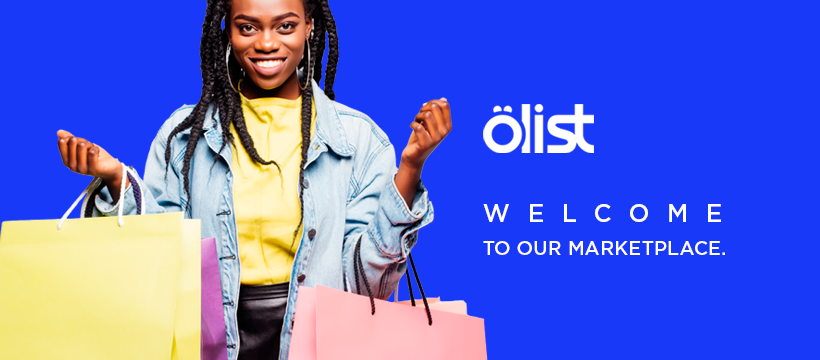 ölist
WELCOME
TO OUR MARKETPLACE.